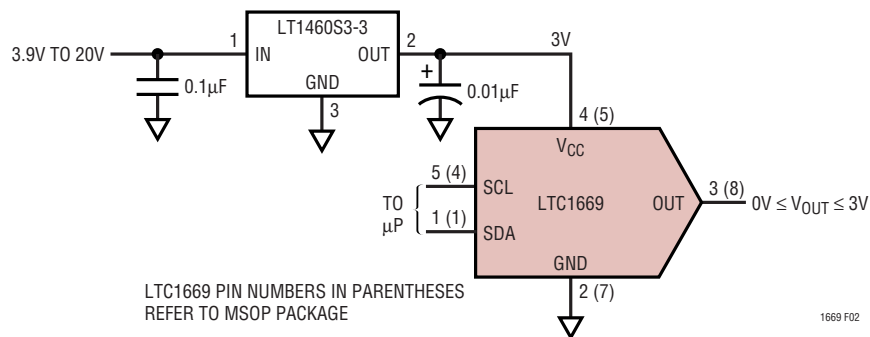 LT1460S3-3
3.9V TO 20V
1
IN
OUT
2
3V
GND
3
0.1µF
+
0.01µF
4 (5)
VCC
5 (4)
SCL
TO
µP
1 (1)
SDA
LTC1669
OUT
3 (8)
0V ≤ VOUT ≤ 3V
GND
2 (7)
LTC1669 PIN NUMBERS IN PARENTHESES
REFER TO MSOP PACKAGE
1669 F02